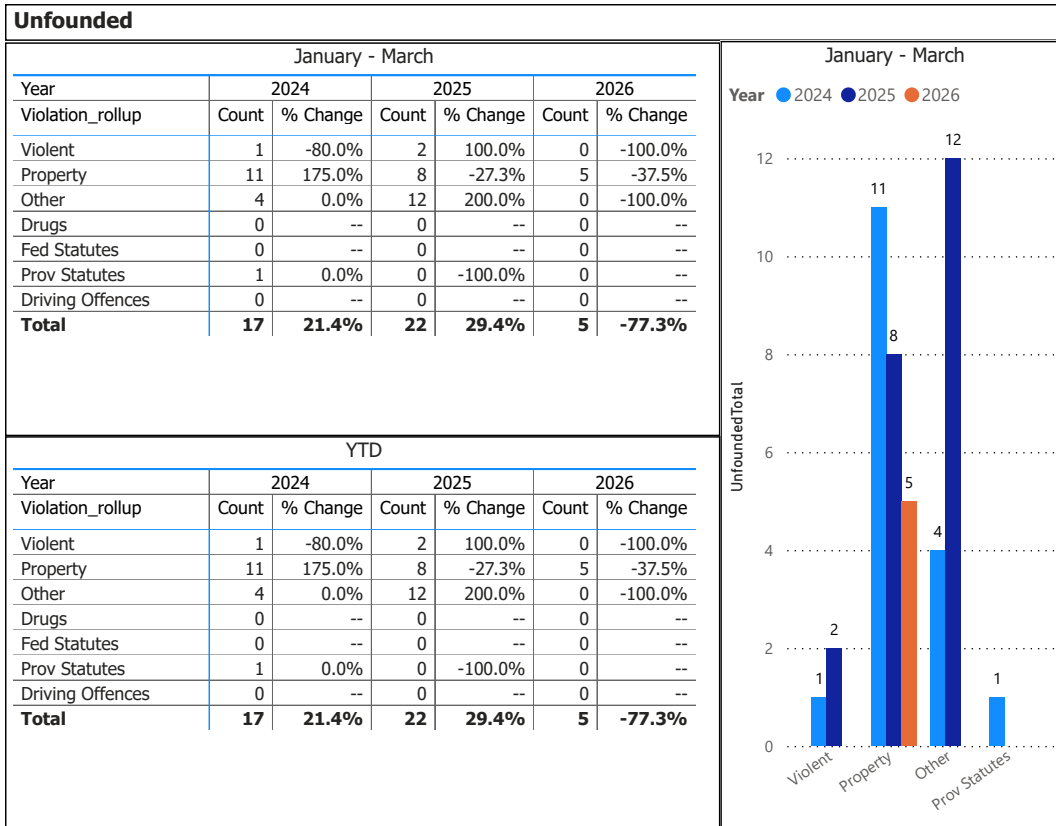 Unfounded
January - March
Year 2024 2025 2026
Violation_rollup Count % Change Count % Change Count % Change
Violent 1 -80.0% 2 100.0% 0 -100.0%
Property 11 175.0% 8 -27.3% 5 -37.5%
Other 4 0.0% 12 200.0% 0 -100.0%
Drugs 0 -- 0 -- 0 --
Fed Statutes 0 -- 0 -- 0 --
Prov Statutes 1 0.0% 0 -100.0% 0 --
Driving Offences 0 -- 0 -- 0 --
Total 17 21.4% 22 29.4% 5 -77.3%
YTD
Year 2024 2025 2026
Violation_rollup Count % Change Count % Change Count % Change
Violent 1 -80.0% 2 100.0% 0 -100.0%
Property 11 175.0% 8 -27.3% 5 -37.5%
Other 4 0.0% 12 200.0% 0 -100.0%
Drugs 0 -- 0 -- 0 --
Fed Statutes 0 -- 0 -- 0 --
Prov Statutes 1 0.0% 0 -100.0% 0 --
Driving Offences 0 -- 0 -- 0 --
Total 17 21.4% 22 29.4% 5 -77.3%
January - March
Year 2024 2025 2026
UnfoundedTotal
12
10
8
6
4
2
0
1
2
11
8
5
4
12
1
Violent
Property
Other
Prov Statutes